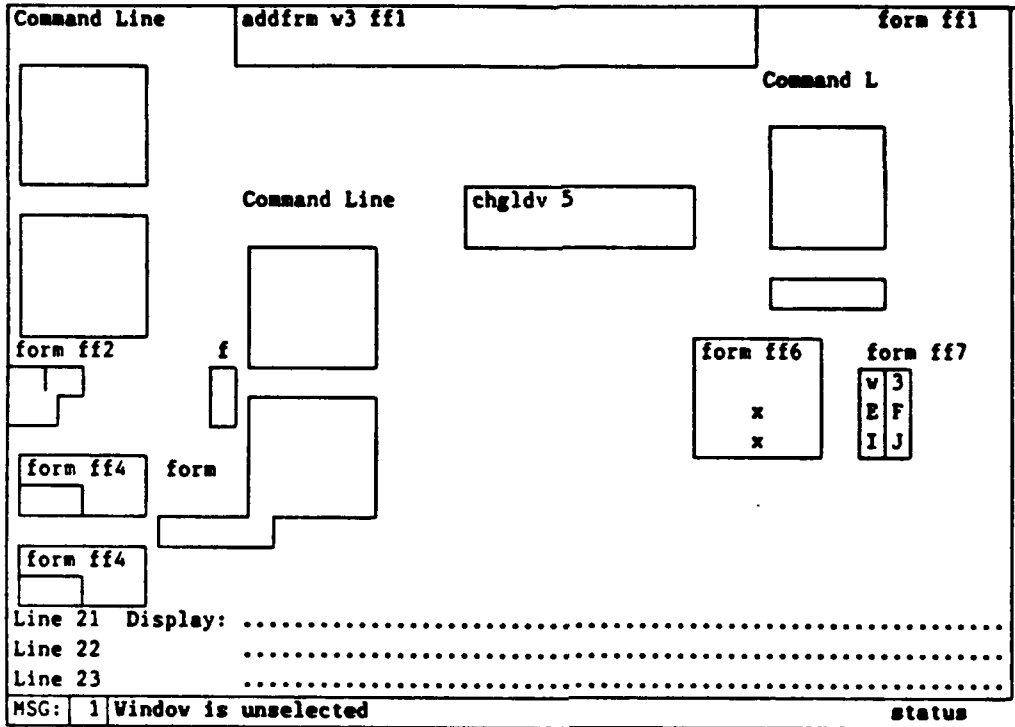 Command Line addfrm w3 ff1 form ff1
Command L
Command Line chgldv 5
form ff2 f form ff6 form ff7
w 3
x E F
x I J
form ff4 form
form ff4
Line 21 Display: ............................................................
Line 22 ............................................................
Line 23 ............................................................
MSG: 1 Window is unselected status